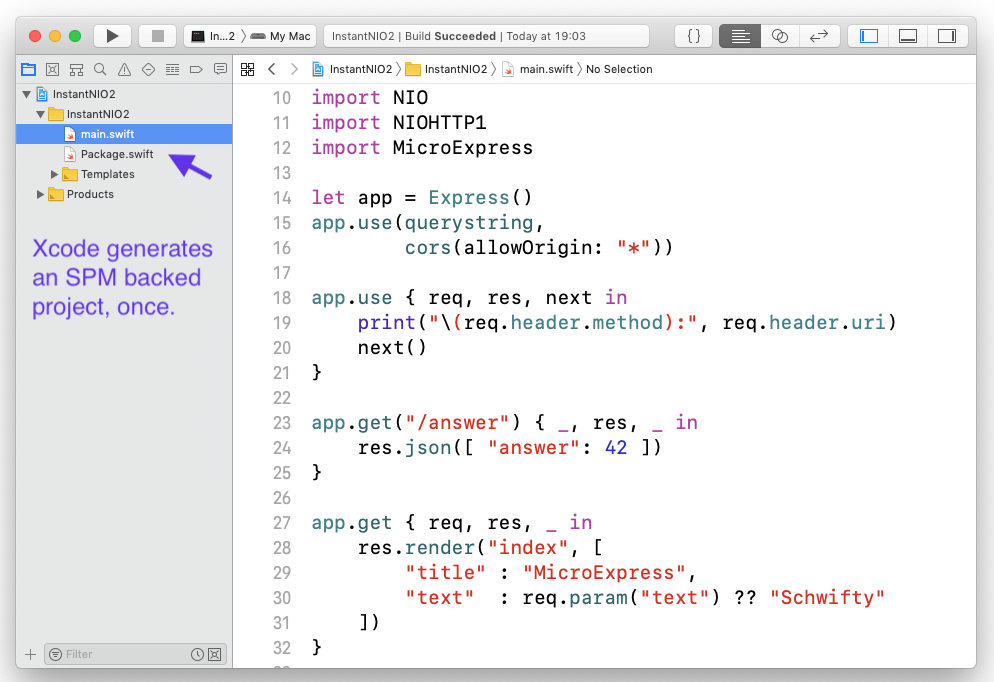 In...2 〉 My Mac
InstantNIO2 | Build Succeeded | Today at 19:03
{ }
InstantNIO2 〉 InstantNIO2 〉 main.swift 〉 No Selection
InstantNIO2
InstantNIO2
main.swift
Package.swift
Templates
Products
Xcode generates
an SPM backed
project, once.
Filter
10 import NIO
11 import NIOHTTP1
12 import MicroExpress
13
14 let app = Express()
15 app.use(querystring,
16         cors(allowOrigin: "*"))
17
18 app.use { req, res, next in
19     print("\(req.header.method):", req.header.uri)
20     next()
21 }
22
23 app.get("/answer") { _, res, _ in
24     res.json([ "answer": 42 ])
25 }
26
27 app.get { req, res, _ in
28     res.render("index", [
29         "title" : "MicroExpress",
30         "text"  : req.param("text") ?? "Schwifty"
31     ])
32 }